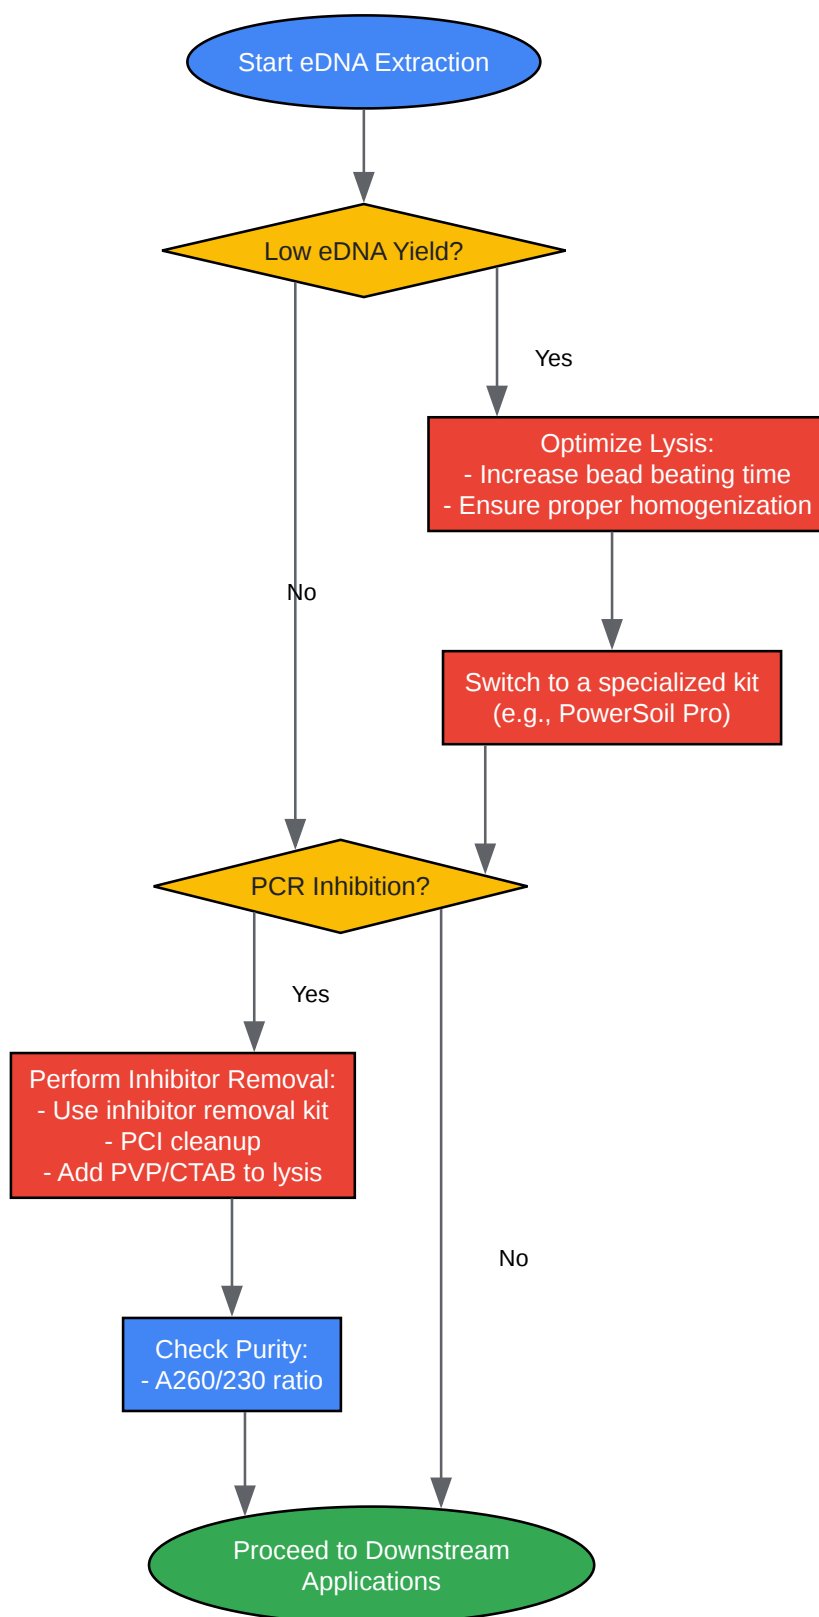 Start eDNA Extraction
Low eDNA Yield?
Yes
Optimize Lysis:
- Increase bead beating time
- Ensure proper homogenization
No
Switch to a specialized kit
(e.g., PowerSoil Pro)
PCR Inhibition?
Yes
Perform Inhibitor Removal:
- Use inhibitor removal kit
- PCI cleanup
- Add PVP/CTAB to lysis
No
Check Purity:
- A260/230 ratio
Proceed to Downstream
Applications